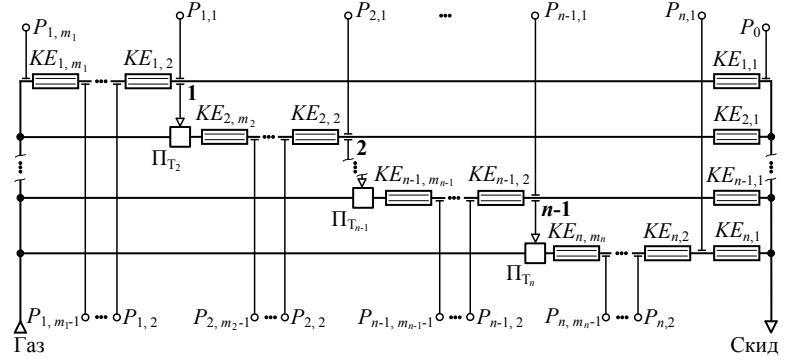 P1,1 P2,1 ... Pn-1,1 Pn,1
P1, m1 P0
KE1, m1 ... KE1, 2 KE1,1
1
KE2, m2 ... KE2, 2 KE2,1
ПТ2 2
KEn-1, mn-1 ... KEn-1, 2 KEn-1,1
ПТn-1 n-1
KEn, mn ... KEn,2 KEn,1
ПТn
P1, m1-1 ... P1, 2 P2, m2-1 ... P2, 2 Pn-1, mn-1-1 ... Pn-1, 2 Pn, mn-1 ... Pn,2
Газ Скид